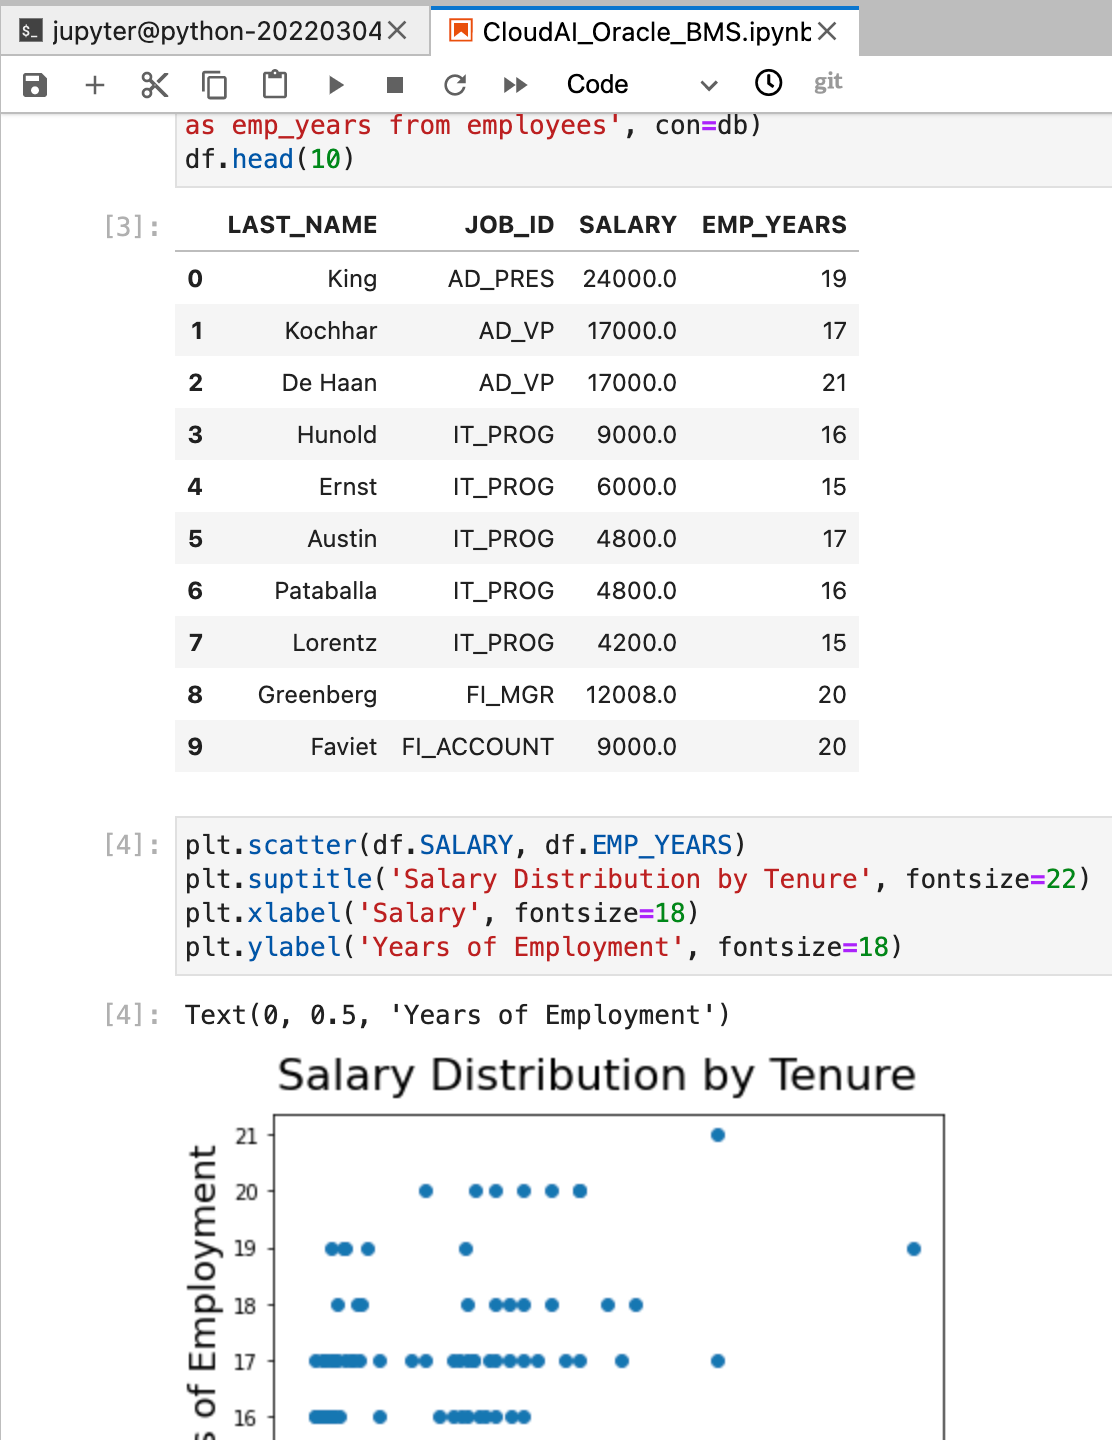 jupyter@python-20220304
CloudAI_Oracle_BMS.ipynb
Code
git
as emp_years from employees', con=db)
df.head(10)
[3]:
LAST_NAME JOB_ID SALARY EMP_YEARS
0 King AD_PRES 24000.0 19
1 Kochhar AD_VP 17000.0 17
2 De Haan AD_VP 17000.0 21
3 Hunold IT_PROG 9000.0 16
4 Ernst IT_PROG 6000.0 15
5 Austin IT_PROG 4800.0 17
6 Pataballa IT_PROG 4800.0 16
7 Lorentz IT_PROG 4200.0 15
8 Greenberg FI_MGR 12008.0 20
9 Faviet FI_ACCOUNT 9000.0 20
[4]: plt.scatter(df.SALARY, df.EMP_YEARS)
plt.suptitle('Salary Distribution by Tenure', fontsize=22)
plt.xlabel('Salary', fontsize=18)
plt.ylabel('Years of Employment', fontsize=18)
[4]: Text(0, 0.5, 'Years of Employment')
Salary Distribution by Tenure
s of Employment
21
20
19
18
17
16